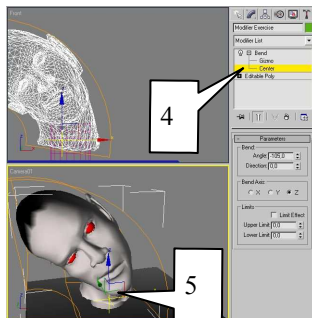 Front
Modifier Exercise
Modifier List
Bend
Gizmo
Center
Editable Poly
4
Parameters
Bend:
Angle: -105,0
Direction: 0,0
Bend Axis:
X Y Z
Limits
Limit Effect
Upper Limit: 0,0
Lower Limit: 0,0
Camera01
5